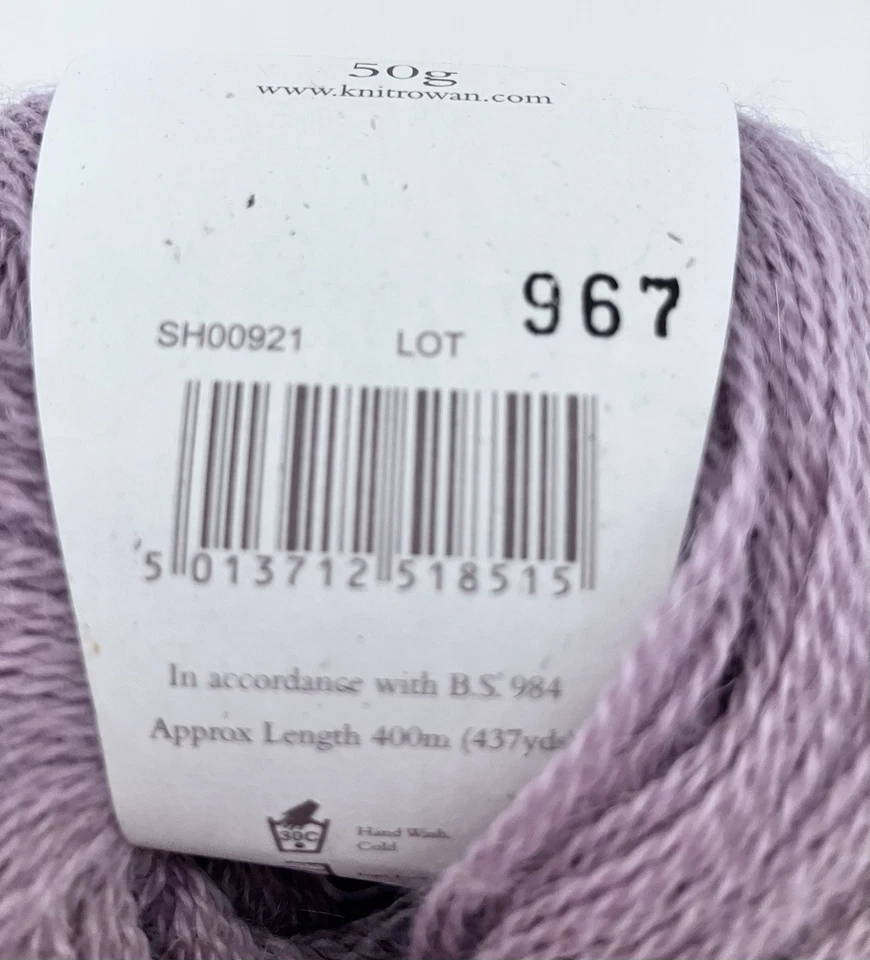 50g
www.knitrowan.com
SH00921 LOT 967
5 013712 518515
In accordance with B.S. 984
Approx Length 400m (437yds
30C Hand Wash
Cold